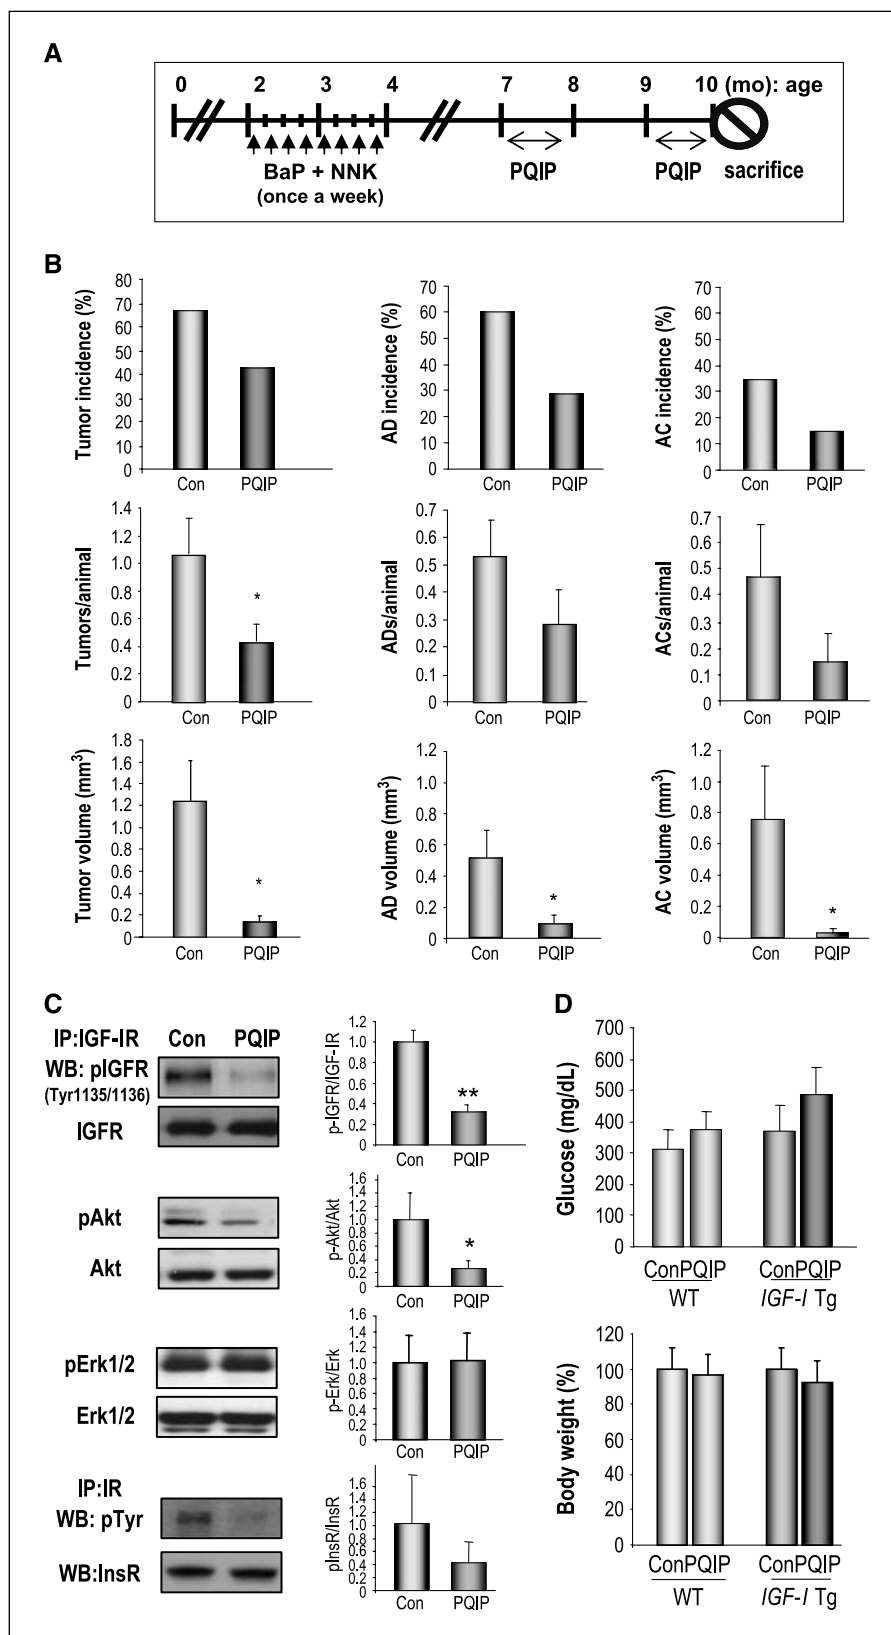 A
0 2 3 4 7 8 9 10 (mo): age
BaP + NNK
(once a week)
PQIP
PQIP
sacrifice
B
Tumor incidence (%)
80
70
60
50
40
30
20
10
0
Con PQIP
AD incidence (%)
70
60
50
40
30
20
10
0
Con PQIP
AC incidence (%)
70
60
50
40
30
20
10
0
Con PQIP
Tumors/animal
1.4
1.2
1.0
0.8
0.6
0.4
0.2
0
*
Con PQIP
ADs/animal
0.7
0.6
0.5
0.4
0.3
0.2
0.1
0
Con PQIP
ACs/animal
0.7
0.6
0.5
0.4
0.3
0.2
0.1
0
Con PQIP
Tumor volume (mm³)
1.8
1.6
1.4
1.2
1.0
0.8
0.6
0.4
0.2
0
*
Con PQIP
AD volume (mm³)
1.2
1.0
0.8
0.6
0.4
0.2
0
*
Con PQIP
AC volume (mm³)
1.2
1.0
0.8
0.6
0.4
0.2
0
*
Con PQIP
C
IP:IGF-IR Con PQIP
WB: pIGFR
(Tyr1135/1136)
IGFR
pAkt
Akt
pErk1/2
Erk1/2
IP:IR
WB: pTyr
WB:InsR
p-IGFR/IGF-IR
1.2
1.0
0.8
0.6
0.4
0.2
0
**
Con PQIP
p-Akt/Akt
1.6
1.4
1.2
1.0
0.8
0.6
0.4
0.2
0
*
Con PQIP
p-Erk/Erk
1.6
1.4
1.2
1.0
0.8
0.6
0.4
0.2
0
Con PQIP
pInsR/InsR
1.6
1.4
1.2
1.0
0.8
0.6
0.4
0.2
0
Con PQIP
D
Glucose (mg/dL)
700
600
500
400
300
200
100
0
ConPQIP ConPQIP
WT IGF-I Tg
Body weight (%)
120
100
80
60
40
20
0
ConPQIP ConPQIP
WT IGF-I Tg